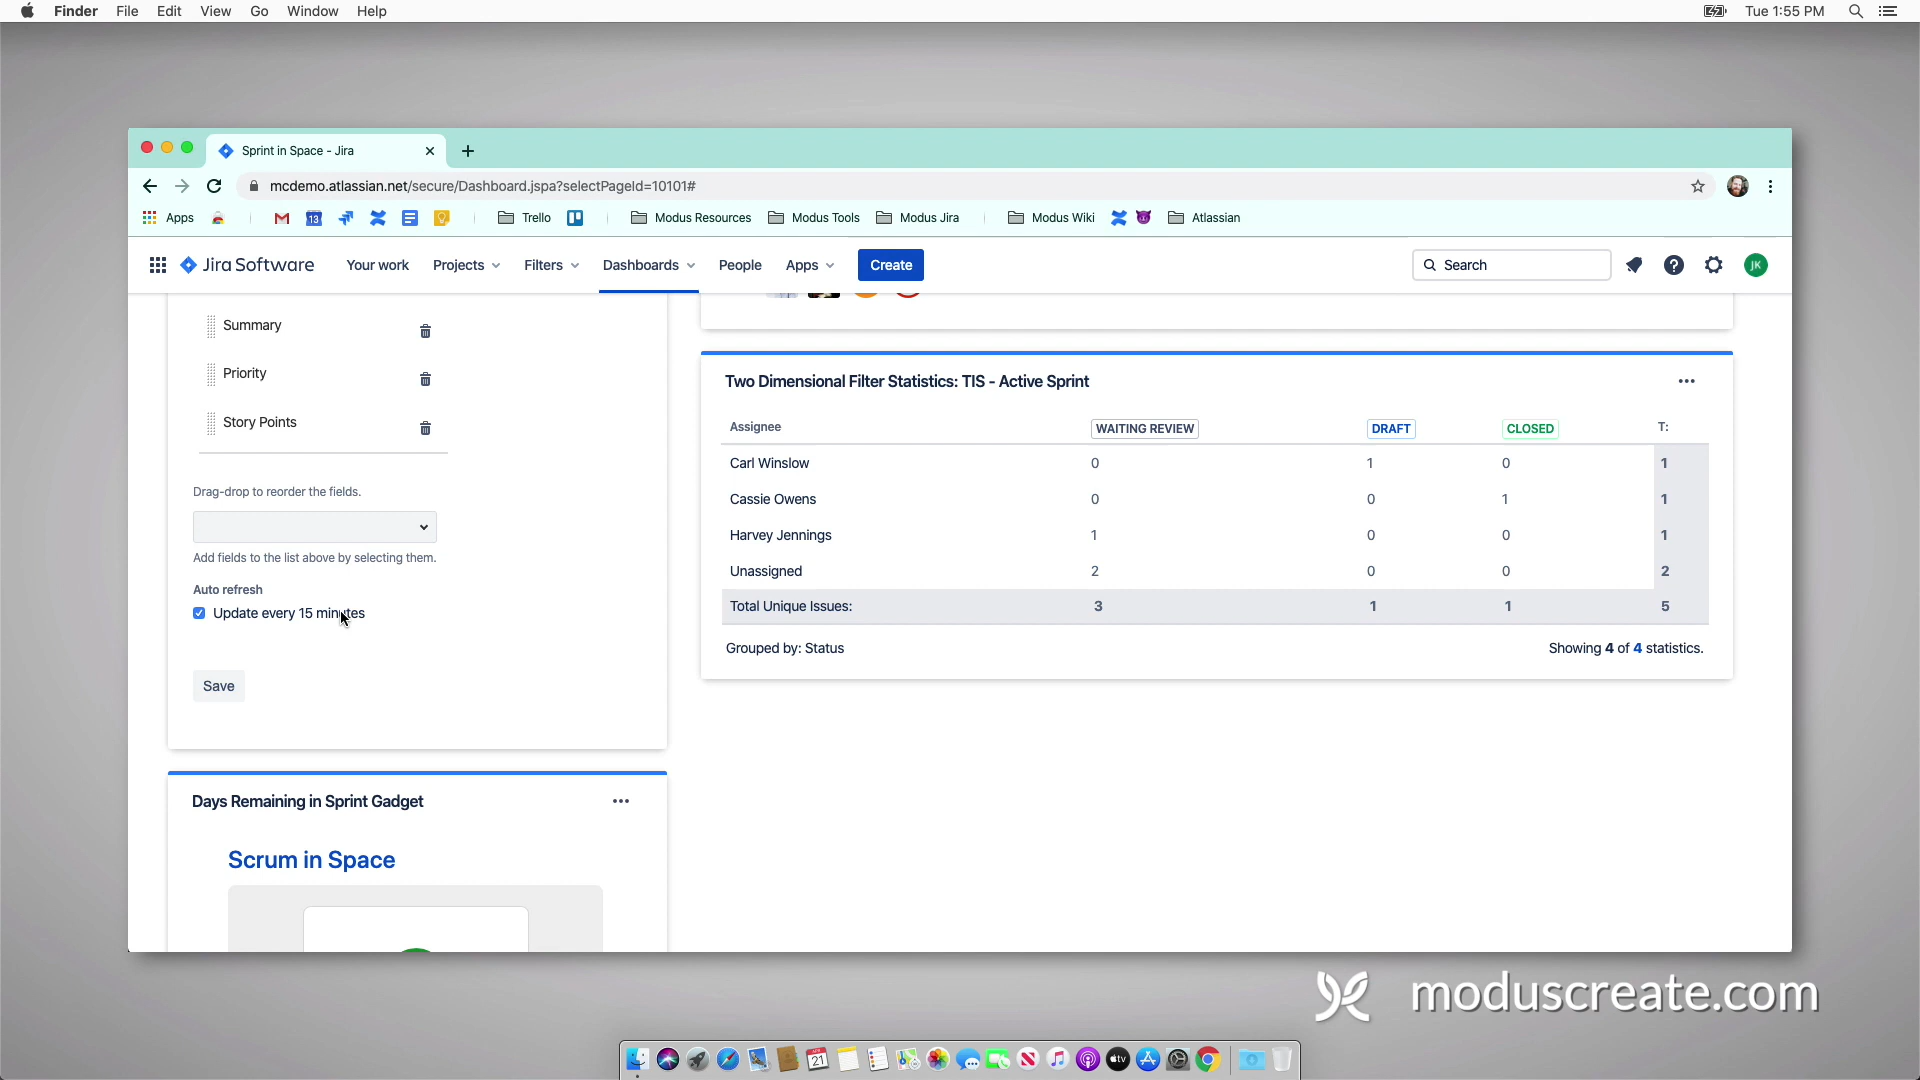 Finder File Edit View Go Window Help Tue 1:55 PM
Sprint in Space - Jira
mcdemo.atlassian.net/secure/Dashboard.jspa?selectPageId=10101#
Apps 13 Trello Modus Resources Modus Tools Modus Jira Modus Wiki Atlassian
Jira Software Your work Projects Filters Dashboards People Apps Create Search JK
Summary
Priority
Story Points
Drag-drop to reorder the fields.
Add fields to the list above by selecting them.
Auto refresh
Update every 15 minutes
Save
Days Remaining in Sprint Gadget
Scrum in Space
Two Dimensional Filter Statistics: TIS - Active Sprint
Assignee WAITING REVIEW DRAFT CLOSED T:
Carl Winslow 0 1 0 1
Cassie Owens 0 0 1 1
Harvey Jennings 1 0 0 1
Unassigned 2 0 0 2
Total Unique Issues: 3 1 1 5
Grouped by: Status Showing 4 of 4 statistics.
moduscreate.com
21 tv